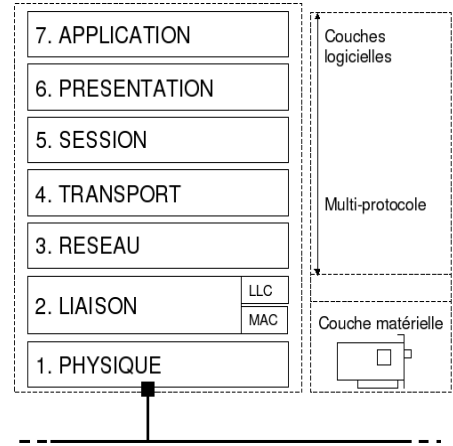 7. APPLICATION
6. PRESENTATION
5. SESSION
4. TRANSPORT
3. RESEAU
2. LIAISON
LLC
MAC
1. PHYSIQUE
Couches
logicielles
Multi-protocole
Couche matérielle